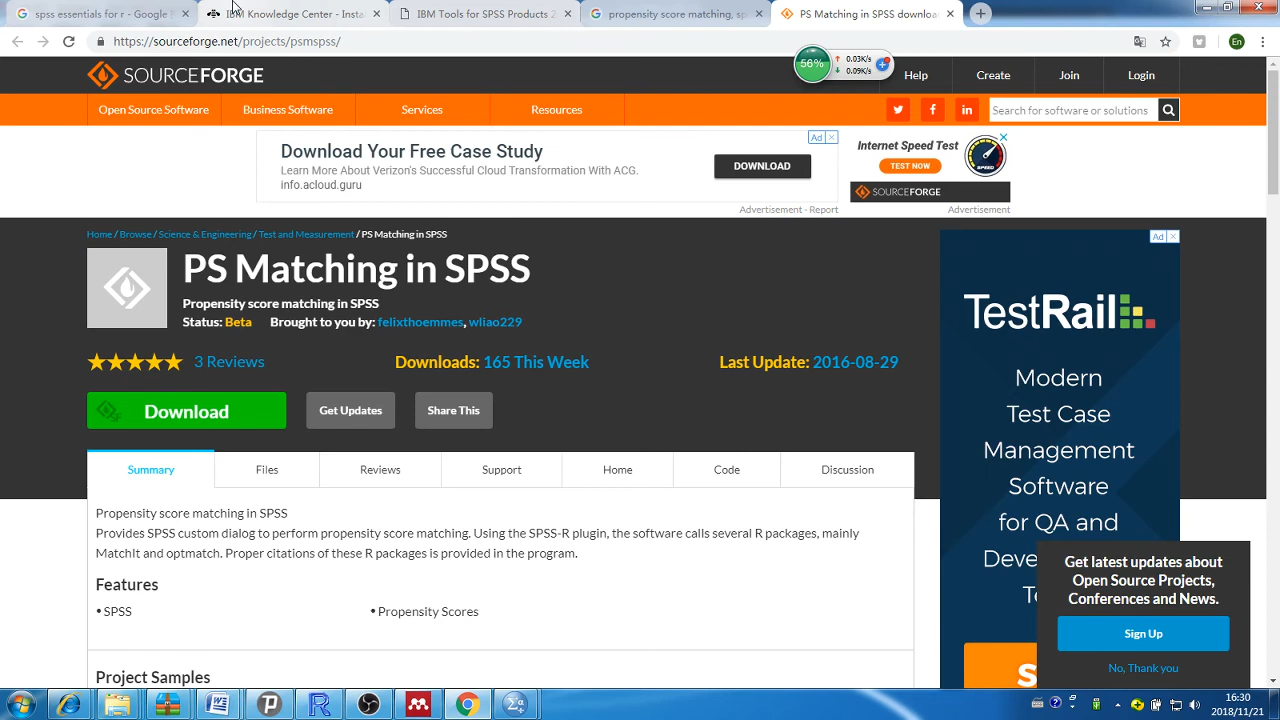 spss essentials for r - Google
IBM Knowledge Center - Insta
IBM Tools for SPSS Products
propensity score matching, sp
PS Matching in SPSS downloa
https://sourceforge.net/projects/psmspss/
En
56%
0.03K/s
0.09K/s
SOURCEFORGE
Help
Create
Join
Login
Open Source Software
Business Software
Services
Resources
Search for software or solutions
Download Your Free Case Study
Learn More About Verizon's Successful Cloud Transformation With ACG.
info.acloud.guru
DOWNLOAD
Ad
Internet Speed Test
TEST NOW
SPEED
SOURCEFORGE
Advertisement - Report
Advertisement
Home / Browse / Science & Engineering / Test and Measurement / PS Matching in SPSS
PS Matching in SPSS
Propensity score matching in SPSS
Status: Beta Brought to you by: felixthoemmes, wliao229
3 Reviews
Downloads: 165 This Week
Last Update: 2016-08-29
Download
Get Updates
Share This
Summary
Files
Reviews
Support
Home
Code
Discussion
Propensity score matching in SPSS
Provides SPSS custom dialog to perform propensity score matching. Using the SPSS-R plugin, the software calls several R packages, mainly
MatchIt and optmatch. Proper citations of these R packages is provided in the program.
Features
• SPSS
• Propensity Scores
Project Samples
Ad
TestRail
Modern
Test Case
Management
Software
for QA and
Deve
Te
Get latest updates about
Open Source Projects,
Conferences and News.
Sign Up
No, Thank you
16:30
2018/11/21